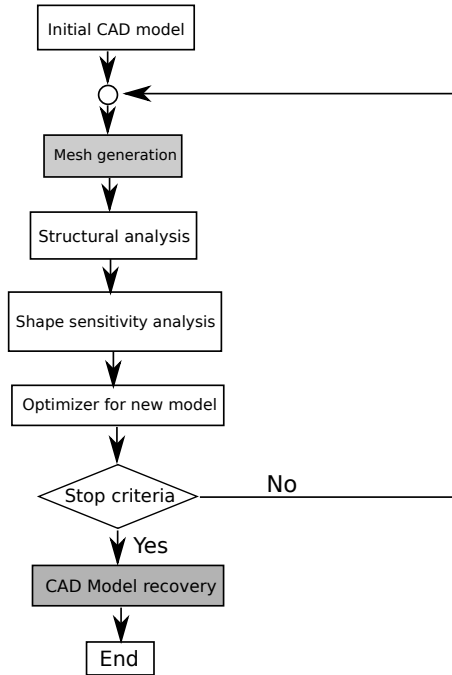 Initial CAD model
Mesh generation
Structural analysis
Shape sensitivity analysis
Optimizer for new model
Stop criteria
No
Yes
CAD Model recovery
End